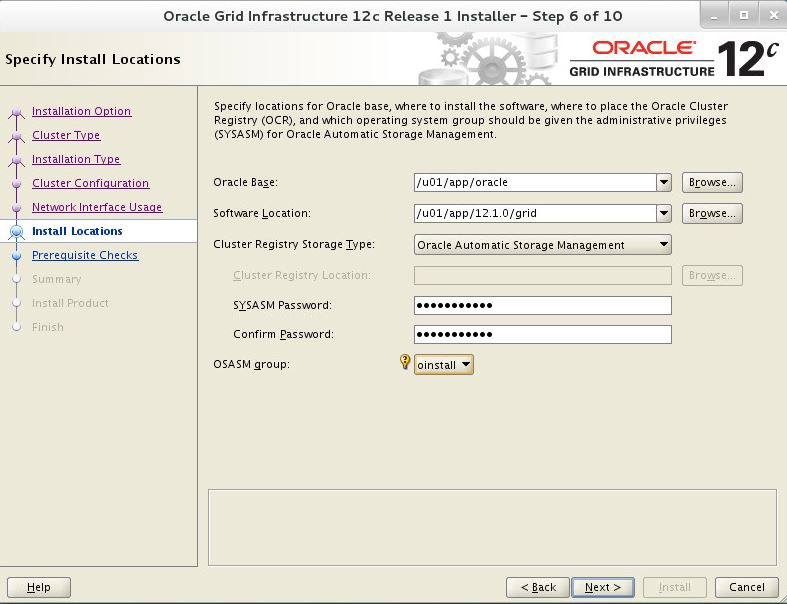 Oracle Grid Infrastructure 12c Release 1 Installer – Step 6 of 10
Specify Install Locations
ORACLE
GRID INFRASTRUCTURE 12c
Installation Option
Cluster Type
Installation Type
Cluster Configuration
Network Interface Usage
Install Locations
Prerequisite Checks
Summary
Install Product
Finish
Specify locations for Oracle base, where to install the software, where to place the Oracle Cluster
Registry (OCR), and which operating system group should be given the administrative privileges
(SYSASM) for Oracle Automatic Storage Management.
Oracle Base: /u01/app/oracle Browse...
Software Location: /u01/app/12.1.0/grid Browse...
Cluster Registry Storage Type: Oracle Automatic Storage Management
Cluster Registry Location: Browse...
SYSASM Password: •••••••••••
Confirm Password: •••••••••••
OSASM group: oinstall
Help < Back Next > Install Cancel